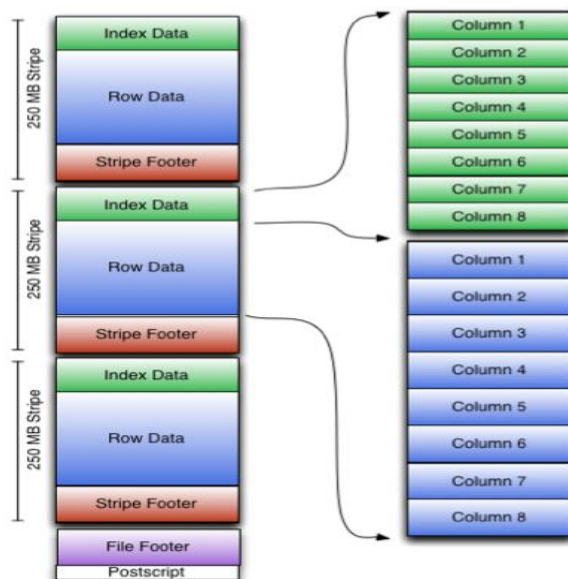 250 MB Stripe
Index Data
Row Data
Stripe Footer
250 MB Stripe
Index Data
Row Data
Stripe Footer
250 MB Stripe
Index Data
Row Data
Stripe Footer
File Footer
Postscript
Column 1
Column 2
Column 3
Column 4
Column 5
Column 6
Column 7
Column 8
Column 1
Column 2
Column 3
Column 4
Column 5
Column 6
Column 7
Column 8